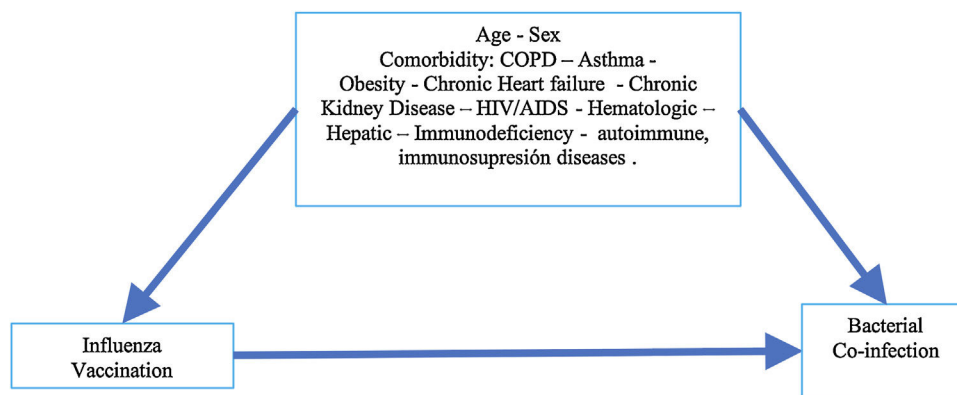 Age - Sex
Comorbidity: COPD – Asthma -
Obesity - Chronic Heart failure - Chronic
Kidney Disease – HIV/AIDS - Hematologic –
Hepatic – Immunodeficiency - autoimmune,
immunosupresión diseases .
Influenza
Vaccination
Bacterial
Co-infection